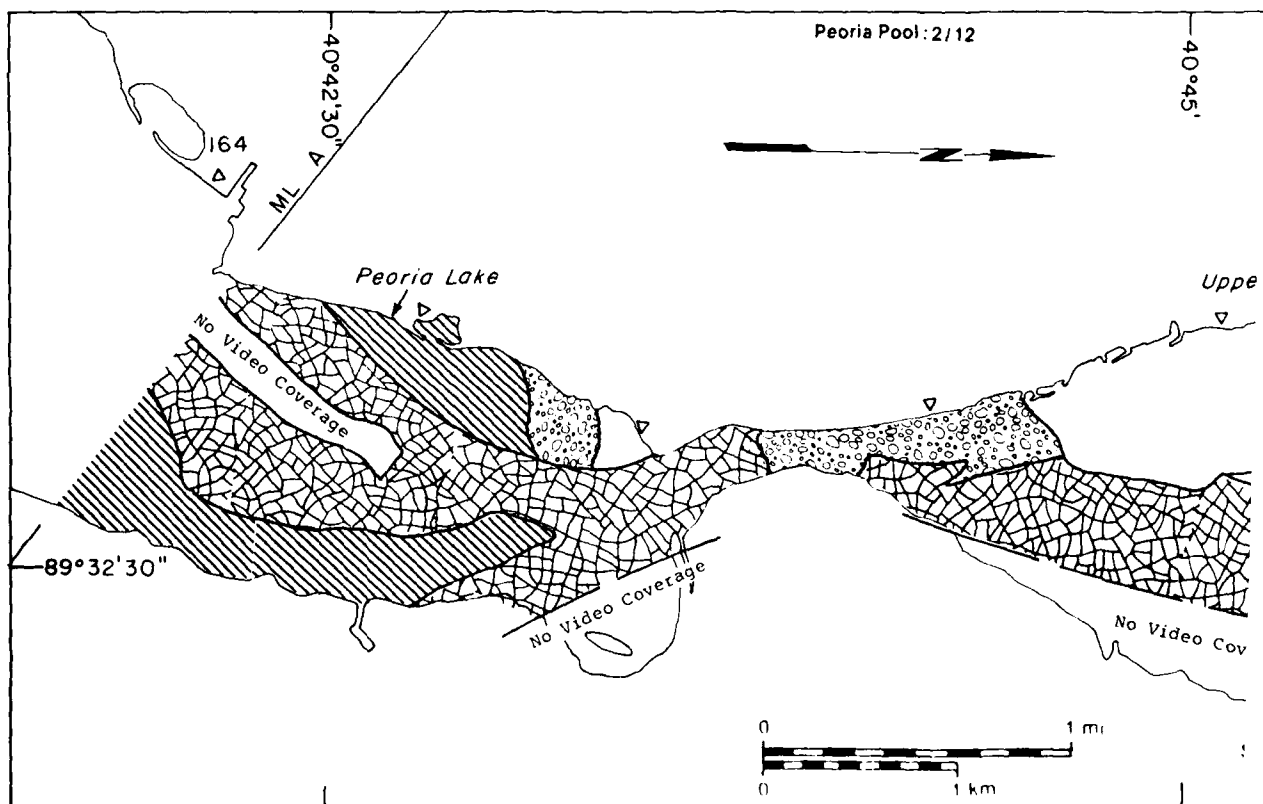 Peoria Pool: 2/12
40°42'30"
40°45'
164
ML A
N
Peoria Lake
Uppe
No Video Coverage
89°32'30"
No Video Coverage
No Video Cov
0 1 mi
0 1 km